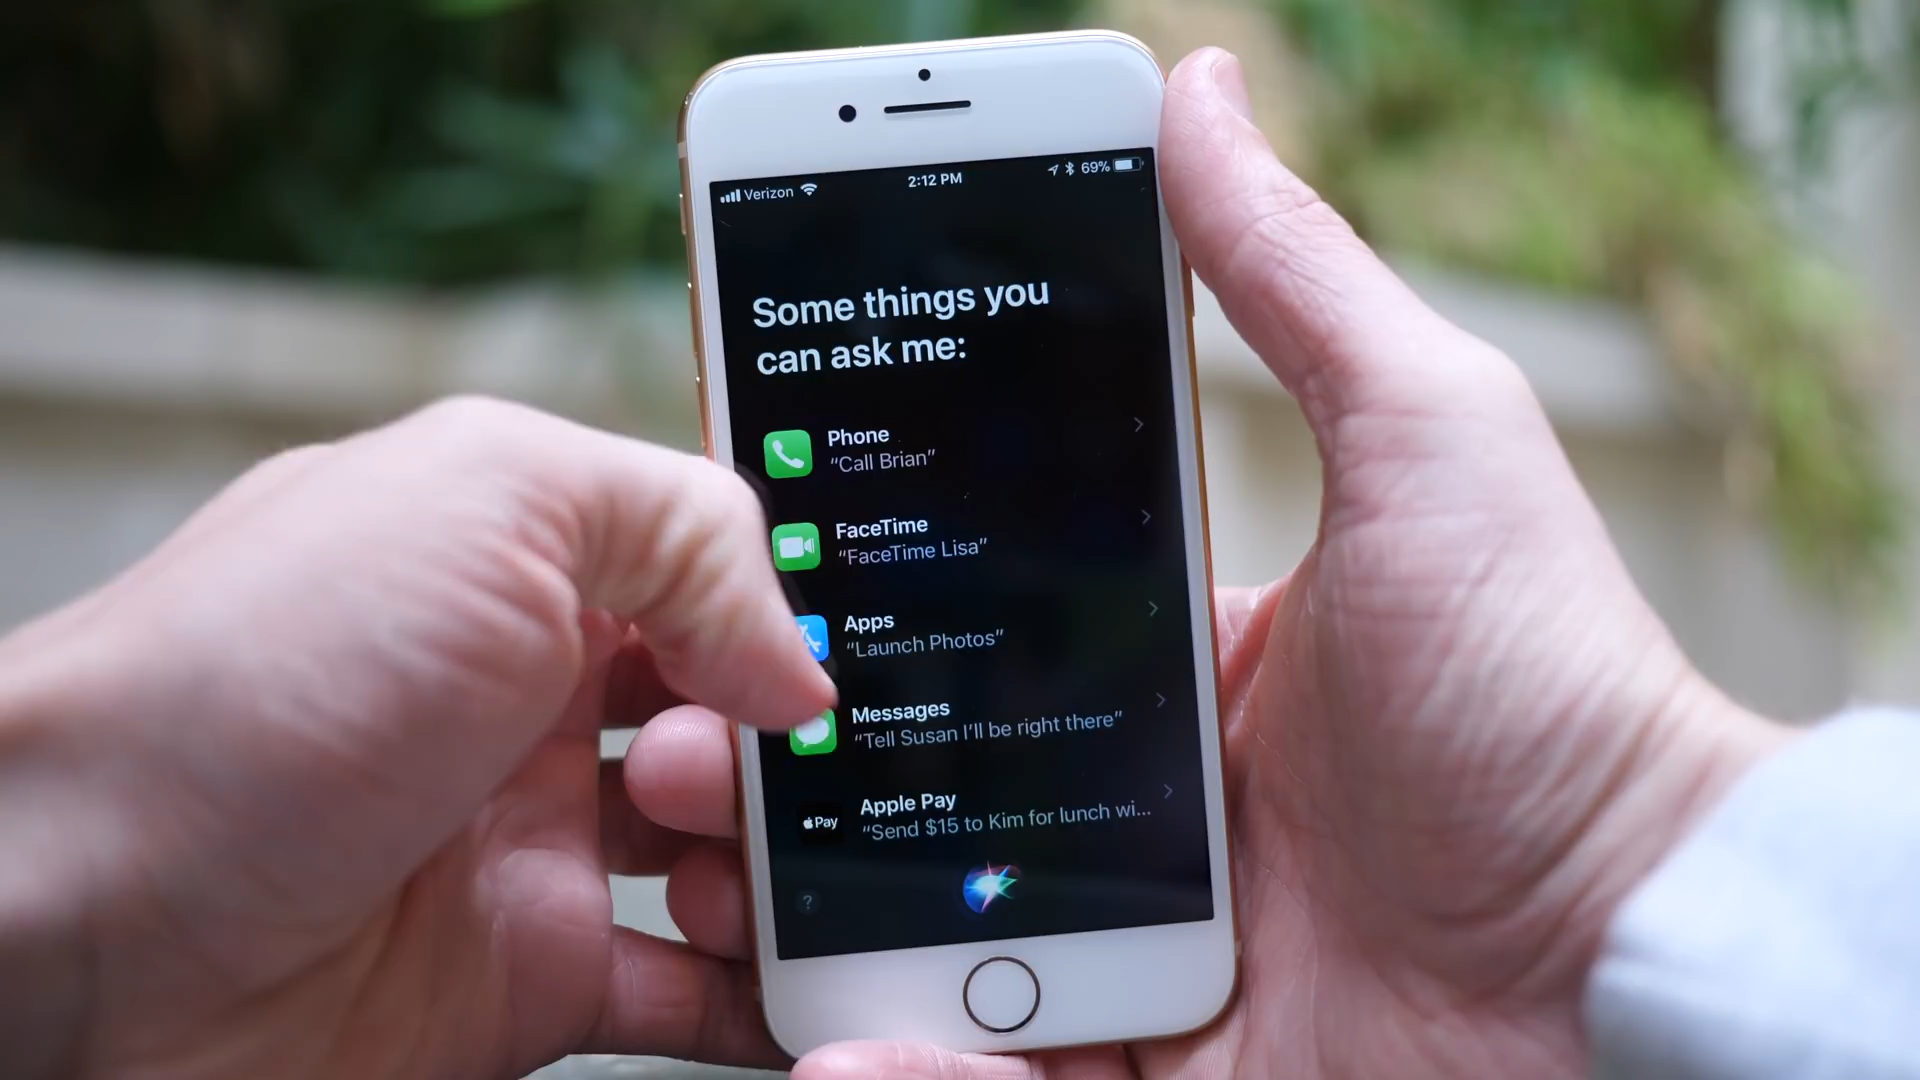 Verizon 2:12 PM 69%
Some things you
can ask me:
Phone
“Call Brian”
FaceTime
“FaceTime Lisa”
Apps
“Launch Photos”
Messages
“Tell Susan I’ll be right there”
Apple Pay
Pay
“Send $15 to Kim for lunch wi...
?